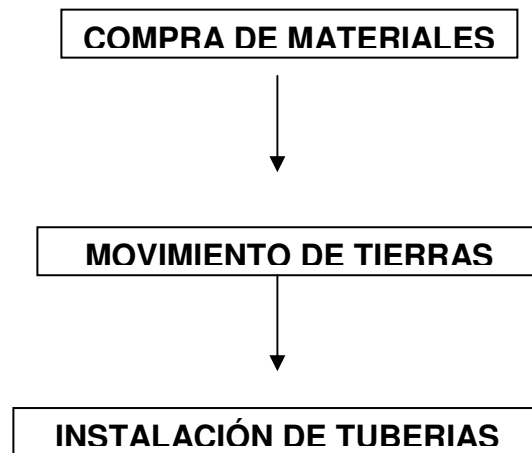 COMPRA DE MATERIALES
MOVIMIENTO DE TIERRAS
INSTALACIÓN DE TUBERIAS